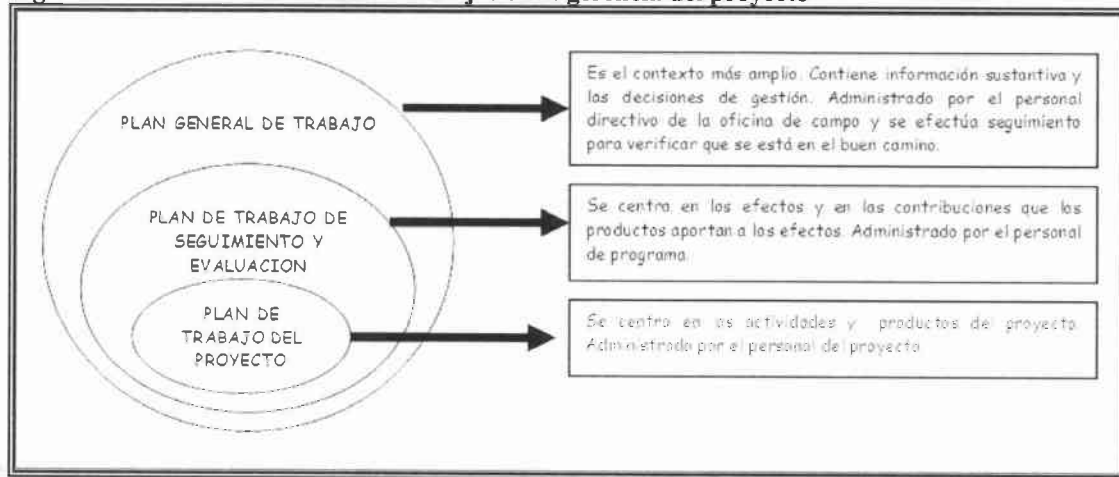 del proyecto
PLAN GENERAL DE TRABAJO
Es el contexto más amplio. Contiene información sustantiva y
las decisiones de gestión. Administrado por el personal
directivo de la oficina de campo y se efectúa seguimiento
para verificar que se está en el buen camino.
PLAN DE TRABAJO DE
SEGUIMIENTO Y
EVALUACION
Se centra en los efectos y en las contribuciones que los
productos aportan a los efectos. Administrado por el personal
de programa.
PLAN DE
TRABAJO DEL
PROYECTO
Se centra en as actividades y productos del proyecto
Administrado por el personal del proyecto